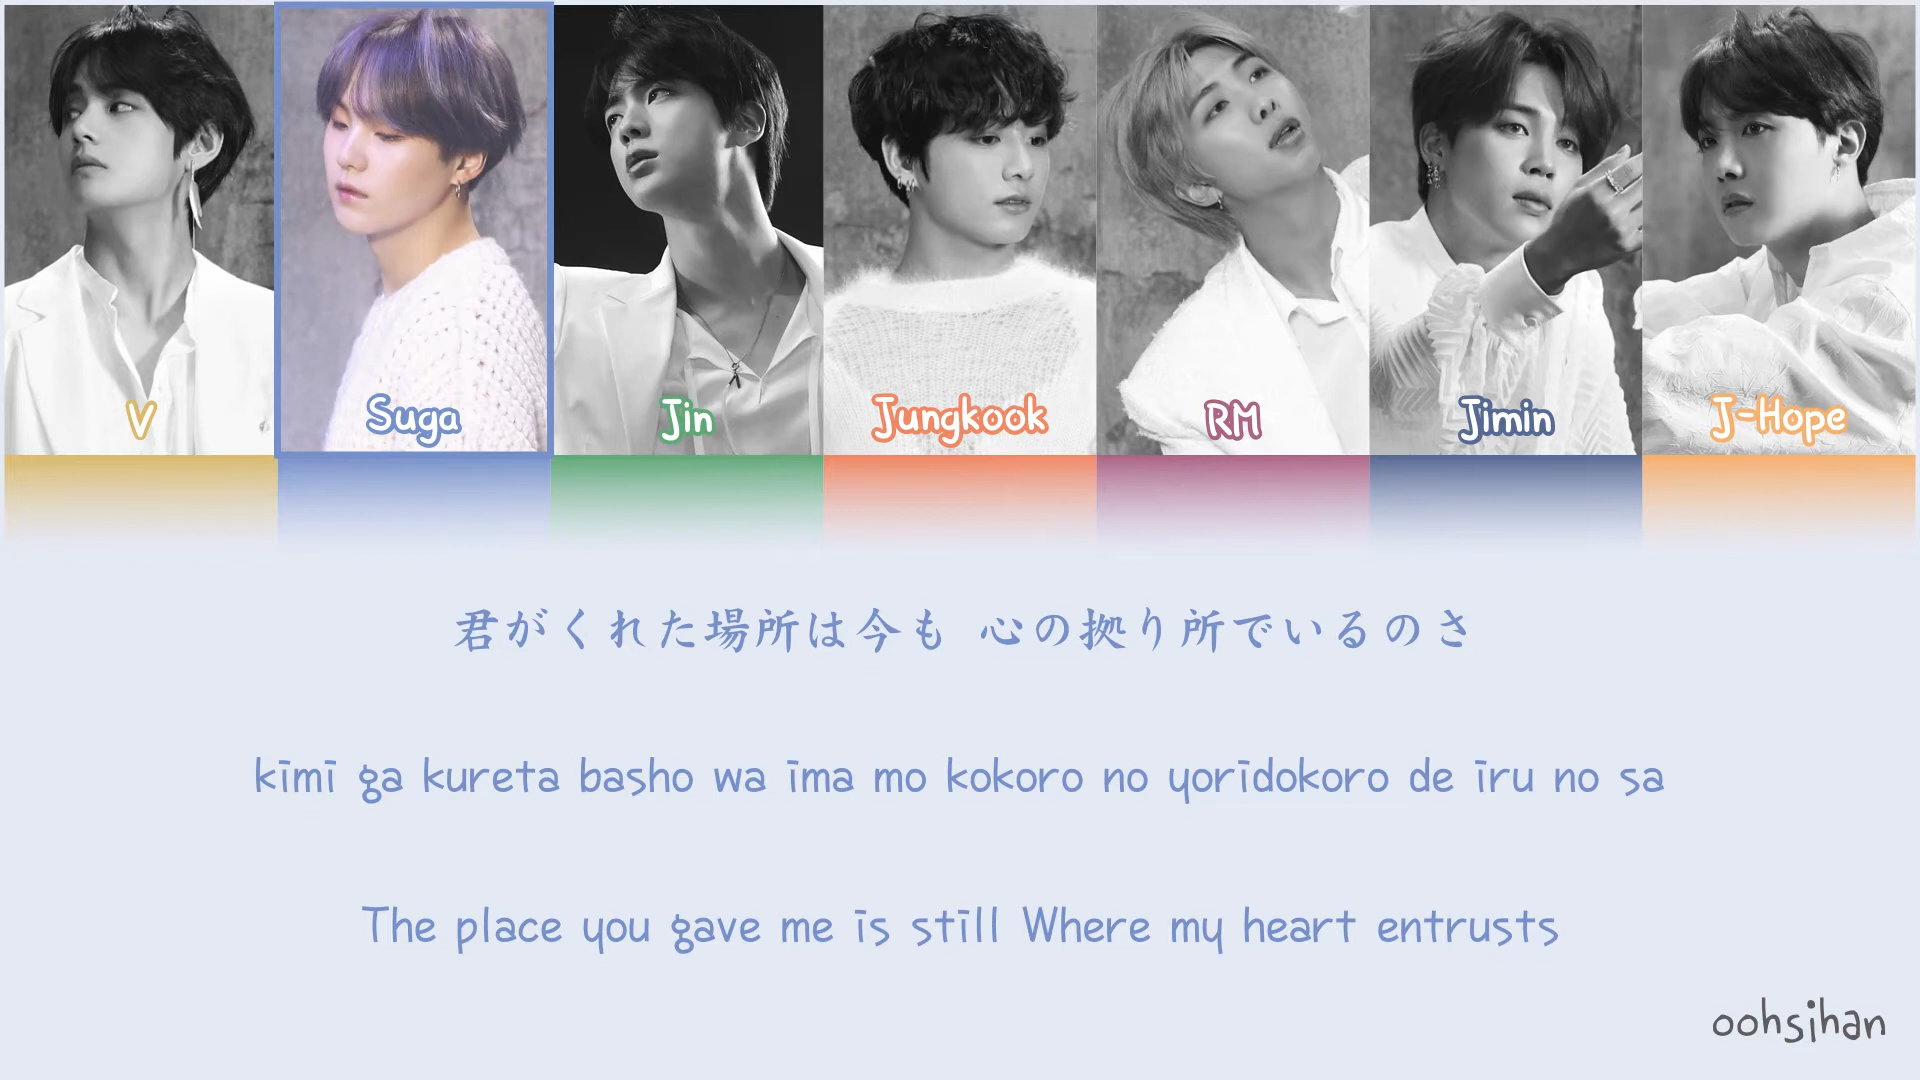 V
Suga
Jin
Jungkook
RM
Jimin
J-Hope
君がくれた場所は今も 心の拠り所でいるのさ
kimi ga kureta basho wa ima mo kokoro no yoridokoro de iru no sa
The place you gave me is still Where my heart entrusts
oohsihan